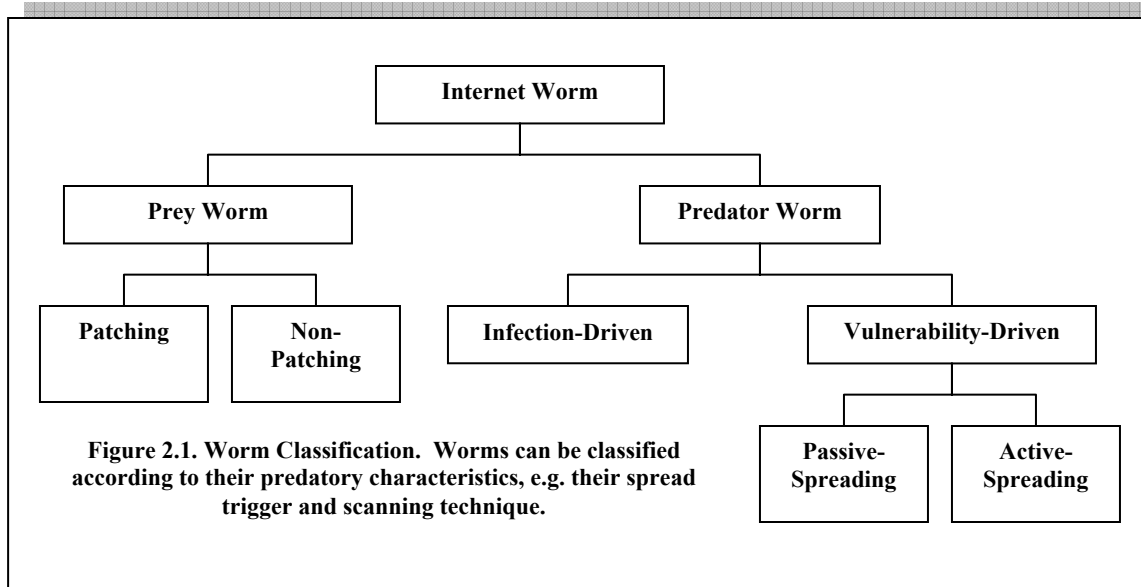 Internet Worm
Prey Worm
Predator Worm
Patching
Non-
Patching
Infection-Driven
Vulnerability-Driven
Passive-
Spreading
Active-
Spreading
Figure 2.1. Worm Classification.  Worms can be classified
according to their predatory characteristics, e.g. their spread
trigger and scanning technique.